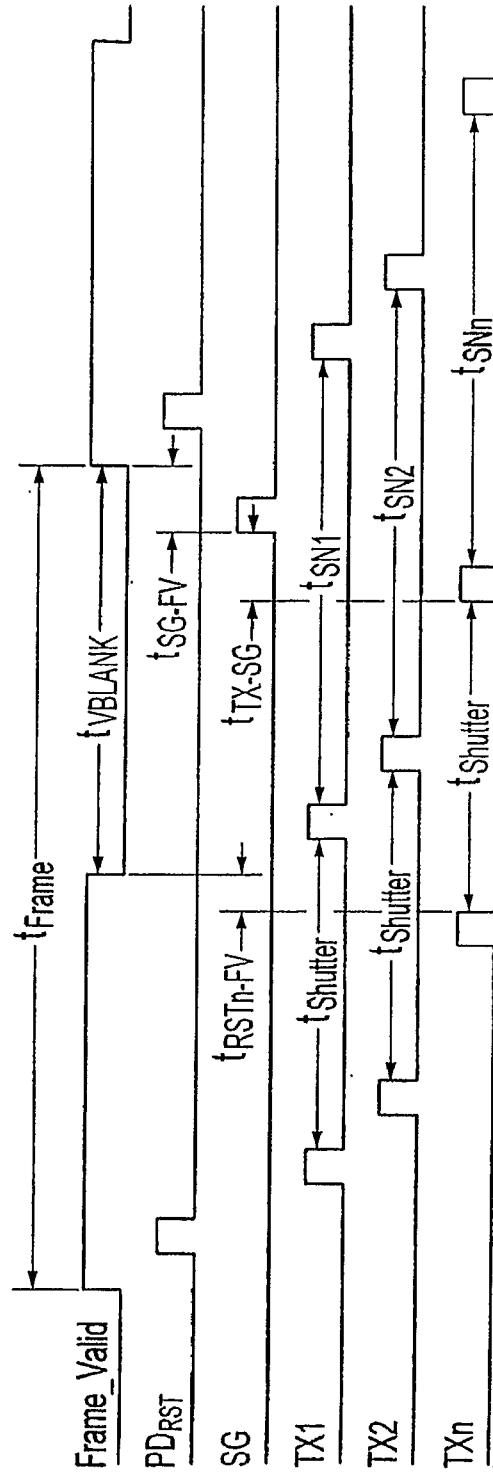 Frame_Valid
tFrame
tVBLANK
PDRST
tSG-FV
SG
tRSTn-FV
tTX-SG
TX1
tShutter
tSN1
TX2
tShutter
tSN2
TXn
tShutter
tSNn